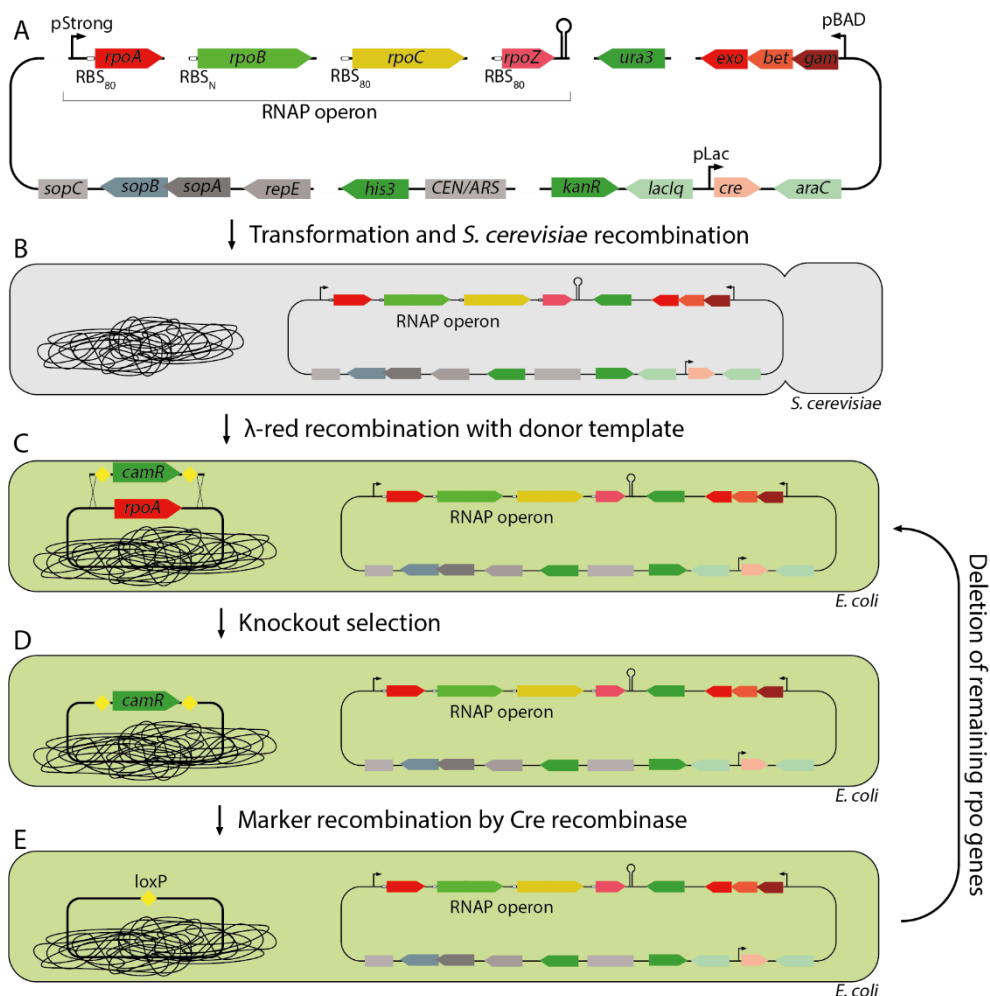 A
pStrong
pBAD
rpoA
rpoB
rpoC
rpoZ
ura3
exo
bet
gam
RBS80
RBSN
RBS80
RBS80
RNAP operon
pLac
sopC
sopB
sopA
repE
his3
CEN/ARS
kanR
lacIq
cre
araC
Transformation and S. cerevisiae recombination
B
RNAP operon
S. cerevisiae
λ-red recombination with donor template
C
camR
rpoA
RNAP operon
E. coli
Knockout selection
D
camR
RNAP operon
E. coli
Marker recombination by Cre recombinase
E
loxP
RNAP operon
E. coli
Deletion of remaining rpo genes